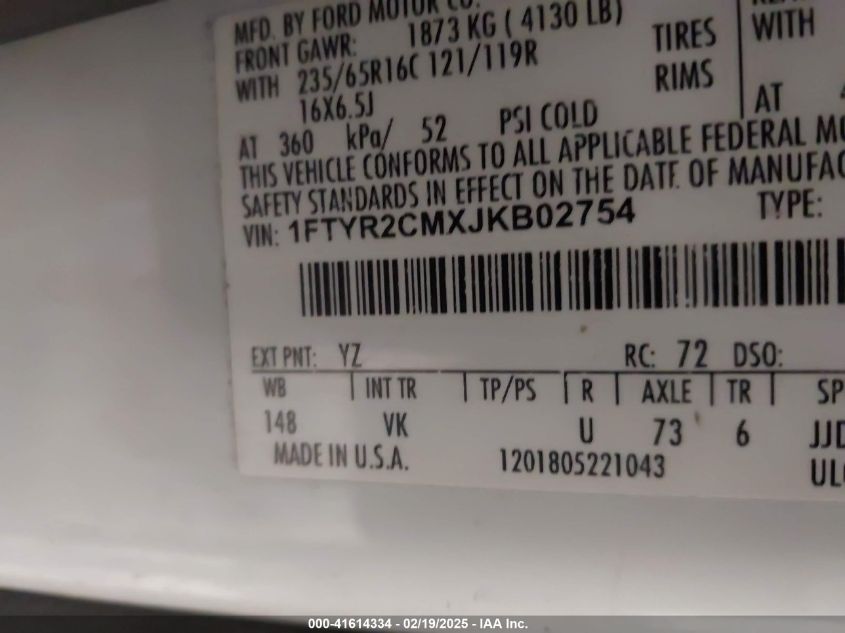 MFD. BY FORD MOTOR CO.
FRONT GAWR: 1873 KG ( 4130 LB)
WITH 235/65R16C 121/119R TIRES WITH
16X6.5J RIMS
AT 360 kPa/ 52 PSI COLD AT
THIS VEHICLE CONFORMS TO ALL APPLICABLE FEDERAL
SAFETY STANDARDS IN EFFECT ON THE DATE OF
VIN: 1FTYR2CMXJKB02754 TYPE:
EXT PNT: YZ RC: 72 DSO:
WB INT TR TP/PS R AXLE TR SP
148 VK U 73 6 JJD
MADE IN U.S.A. 1201805221043
000-41614334 - 02/19/2025 - IAA Inc.